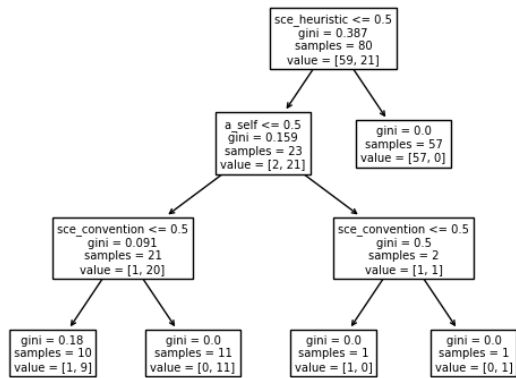 sce_heuristic <= 0.5
gini = 0.387
samples = 80
value = [59, 21]
a_self <= 0.5
gini = 0.159
samples = 23
value = [2, 21]
gini = 0.0
samples = 57
value = [57, 0]
sce_convention <= 0.5
gini = 0.091
samples = 21
value = [1, 20]
sce_convention <= 0.5
gini = 0.5
samples = 2
value = [1, 1]
gini = 0.18
samples = 10
value = [1, 9]
gini = 0.0
samples = 11
value = [0, 11]
gini = 0.0
samples = 1
value = [1, 0]
gini = 0.0
samples = 1
value = [0, 1]